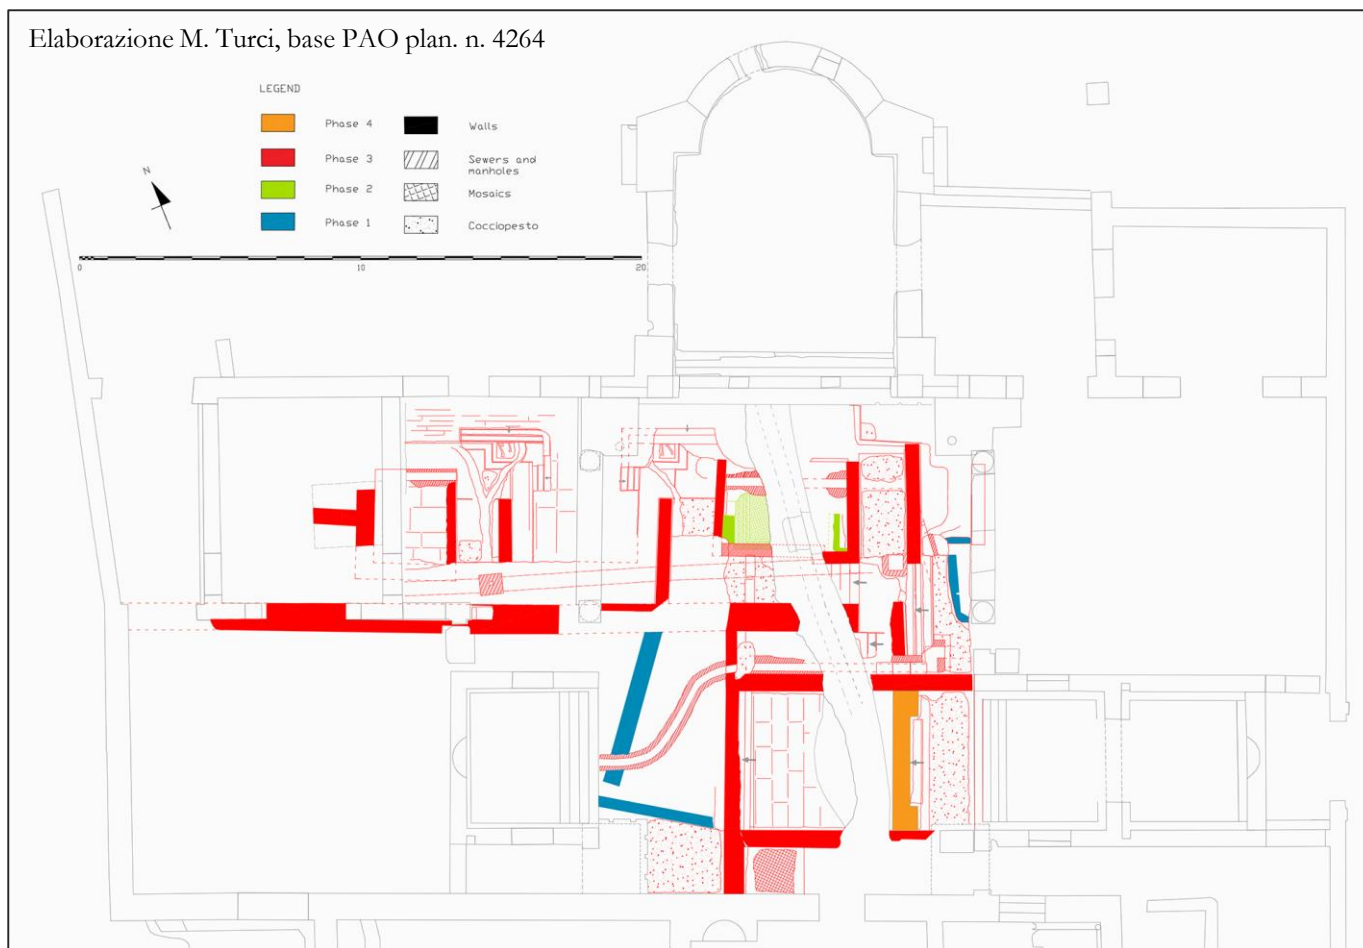 Elaborazione M. Turci, base PAO plan. n. 4264
LEGEND
Phase 4
Walls
Phase 3
Sewers and
manholes
Phase 2
Mosaics
Phase 1
Cocciopesto
N
0
10
20